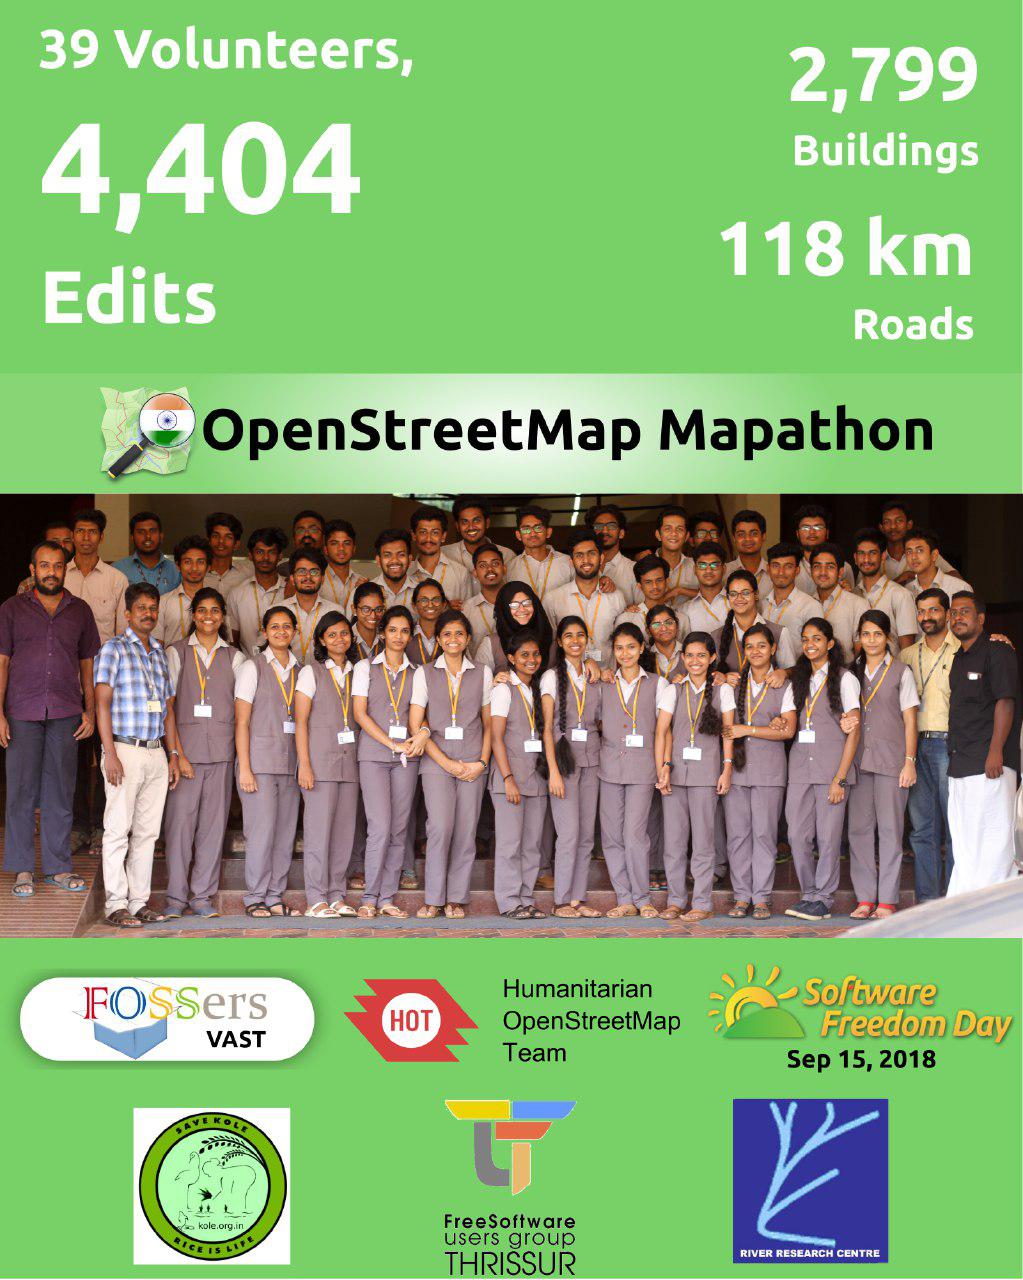 39 Volunteers,
4,404
Edits
2,799
Buildings
118 km
Roads
OpenStreetMap Mapathon
FOSSers
VAST
HOT
Humanitarian
OpenStreetMap
Team
Software
Freedom Day
Sep 15, 2018
SAVE KOLE
kole.org.in
RICE IS LIFE
FreeSoftware
users group
THRISSUR
RIVER RESEARCH CENTRE